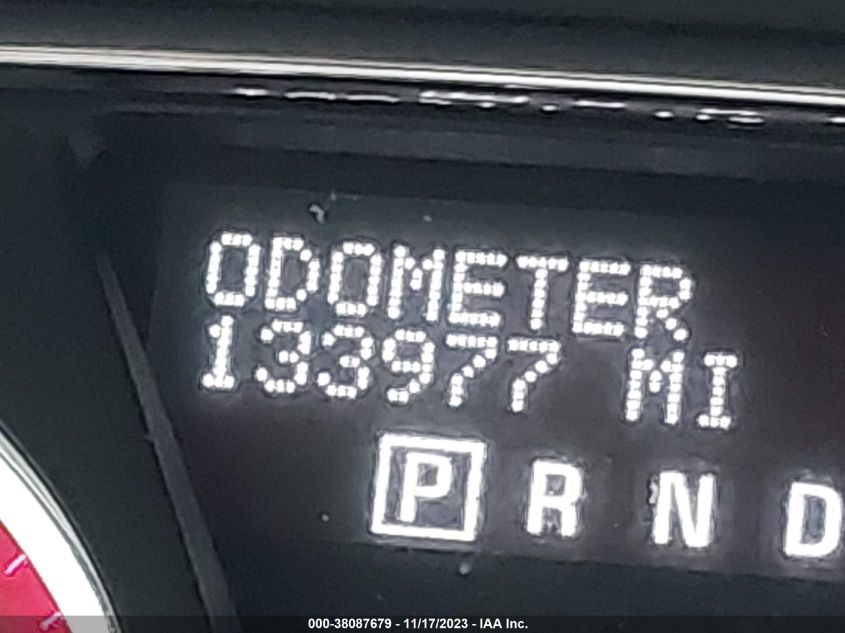 ODOMETER
133977 MI
P R N D
000-38087679 - 11/17/2023 - IAA Inc.